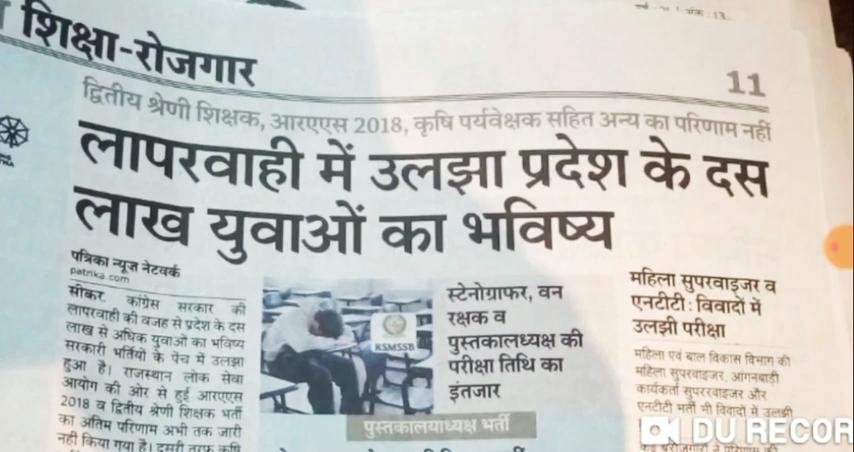 शिक्षा-रोजगार
11
द्वितीय श्रेणी शिक्षक, आरएएस 2018, कृषि पर्यवेक्षक सहित अन्य का परिणाम नहीं
लापरवाही में उलझा प्रदेश के दस
लाख युवाओं का भविष्य
पत्रिका न्यूज नेटवर्क
patrika.com
सीकर. कांग्रेस सरकार की
लापरवाही की वजह से प्रदेश के दस
लाख से अधिक युवाओं का भविष्य
सरकारी भर्तियों के पेंच में उलझा
हुआ है। राजस्थान लोक सेवा
आयोग की ओर से हुई आरएएस
2018 व द्वितीय श्रेणी शिक्षक भर्ती
का अंतिम परिणाम अभी तक जारी
नहीं किया गया है। दूसरी तरफ कृषि
RSMSSB
स्टेनोग्राफर, वन
रक्षक व
पुस्तकालध्यक्ष की
परीक्षा तिथि का
इंतजार
पुस्तकालयाध्यक्ष भर्ती
महिला सुपरवाइजर व
एनटीटी: विवादों में
उलझी परीक्षा
महिला एवं बाल विकास विभाग की
महिला सुपरवाइजर, आंगनबाड़ी
कार्यकर्ता सुपररवाइजर और
एनटीटी भर्ती भी विवादों में उलझी
DU RECOR